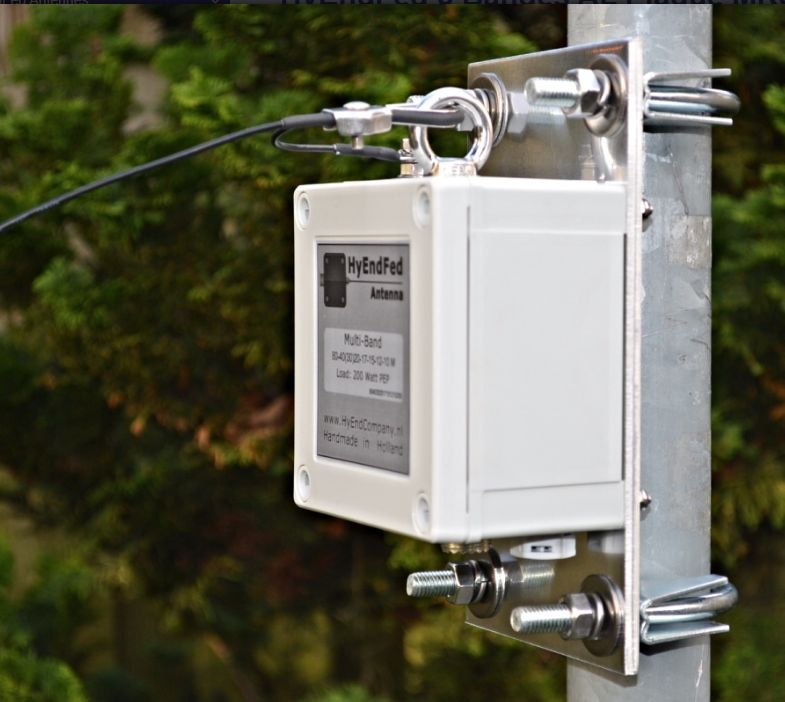 HyEndFed
Antenna
Multi-Band
80-40(30)20-17-15-12-10 M
Load: 200 Watt PEP
www.HyEndCompany.nl
Handmade in Holland